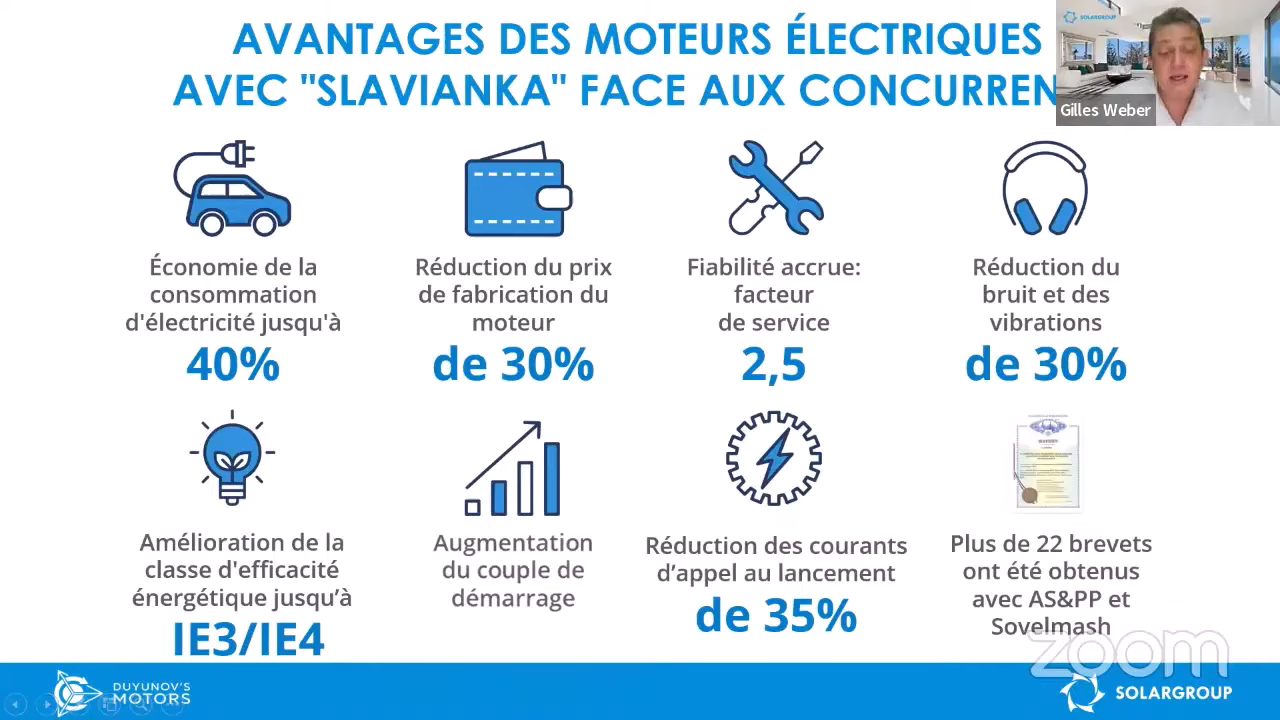 AVANTAGES DES MOTEURS ÉLECTRIQUES
AVEC "SLAVIANKA" FACE AUX CONCURREN
SOLARGROUP
Gilles Weber
Économie de la
consommation
d'électricité jusqu'à
40%
Réduction du prix
de fabrication du
moteur
de 30%
Fiabilité accrue:
facteur
de service
2,5
Réduction du
bruit et des
vibrations
de 30%
Amélioration de la
classe d'efficacité
énergétique jusqu’à
IE3/IE4
Augmentation
du couple de
démarrage
Réduction des courants
d’appel au lancement
de 35%
Plus de 22 brevets
ont été obtenus
avec AS&PP et
Sovelmash
zoom
DUYUNOV'S
MOTORS
SOLARGROUP